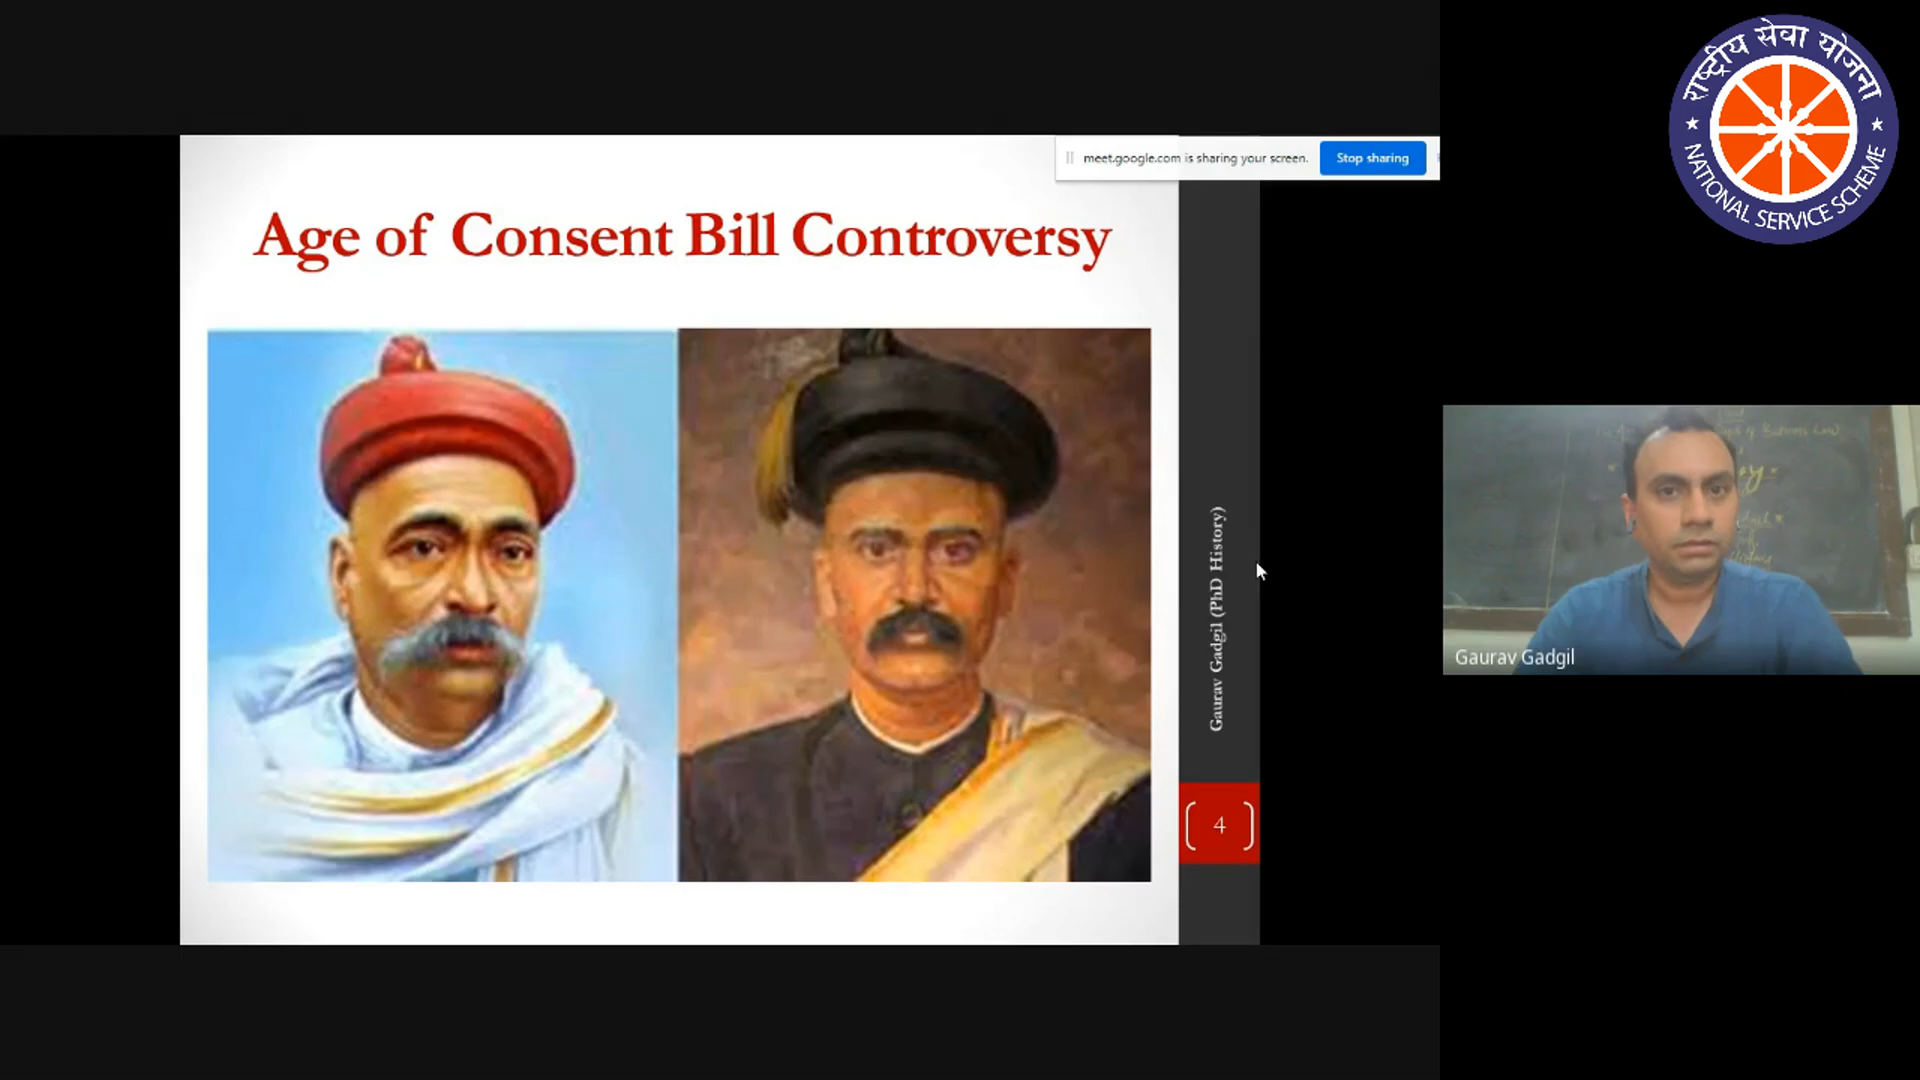 Age of Consent Bill Controversy
meet.google.com is sharing your screen.
Stop sharing
Gaurav Gadgil (PhD History)
4
राष्ट्रीय सेवा योजना
NATIONAL SERVICE SCHEME
Gaurav Gadgil